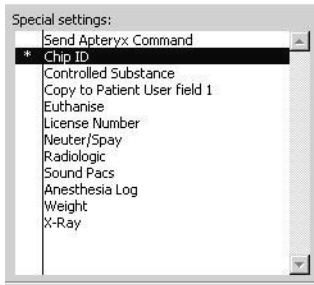 Special settings:
Send Apteryx Command
* Chip ID
Controlled Substance
Copy to Patient User field 1
Euthanise
License Number
Neuter/Spay
Radiologic
Sound Pacs
Anesthesia Log
Weight
X-Ray